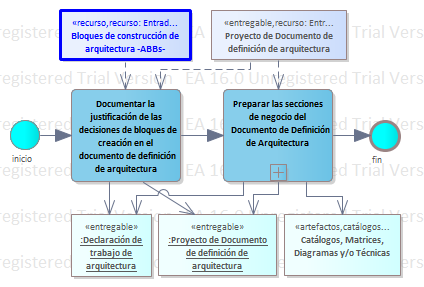 «recurso,recurso: Entrad...
Bloques de construcción de
arquitectura -ABBs-
«entregable,recurso: Entr...
Proyecto de Documento de
definición de arquitectura
egistered Trial Version EA 16.0 Unregistered Trial Vers
Documentar la
justificación de las
decisiones de bloques de
creación en el
documento de definición
de arquitectura
Preparar las secciones
de negocio del
Documento de Definición
de Arquitectura
inicio
fin
«entregable»
:Declaración de
trabajo de
arquitectura
«entregable»
:Proyecto de Documento
de definición de
arquitectura
«artefactos,catálogos...
Catálogos, Matrices,
Diagramas y/o Técnicas